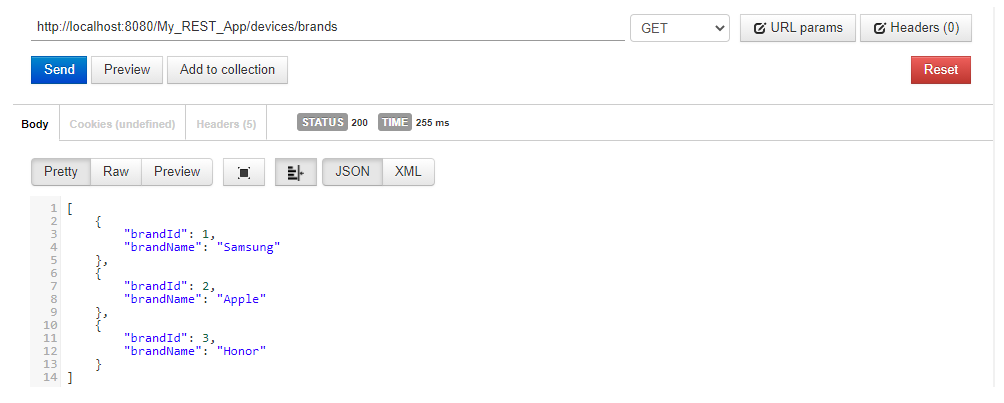 http://localhost:8080/My_REST_App/devices/brands GET URL params Headers (0)
Send Preview Add to collection Reset
Body Cookies (undefined) Headers (5) STATUS 200 TIME 255 ms
Pretty Raw Preview JSON XML
1 [
2 {
3 "brandId": 1,
4 "brandName": "Samsung"
5 },
6 {
7 "brandId": 2,
8 "brandName": "Apple"
9 },
10 {
11 "brandId": 3,
12 "brandName": "Honor"
13 }
14 ]